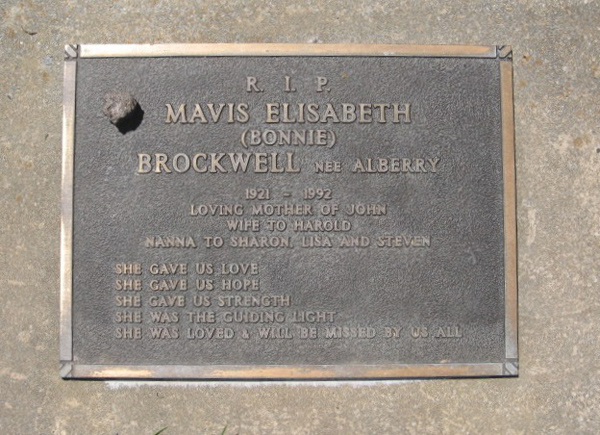 R. I. P.
MAVIS ELISABETH
(BONNIE)
BROCKWELL NEE ALBERRY
1921 - 1992
LOVING MOTHER OF JOHN
WIFE TO HAROLD
NANNA TO SHARON, LISA AND STEVEN
SHE GAVE US LOVE
SHE GAVE US HOPE
SHE GAVE US STRENGTH
SHE WAS THE GUIDING LIGHT
SHE WAS LOVED & WILL BE MISSED BY US ALL